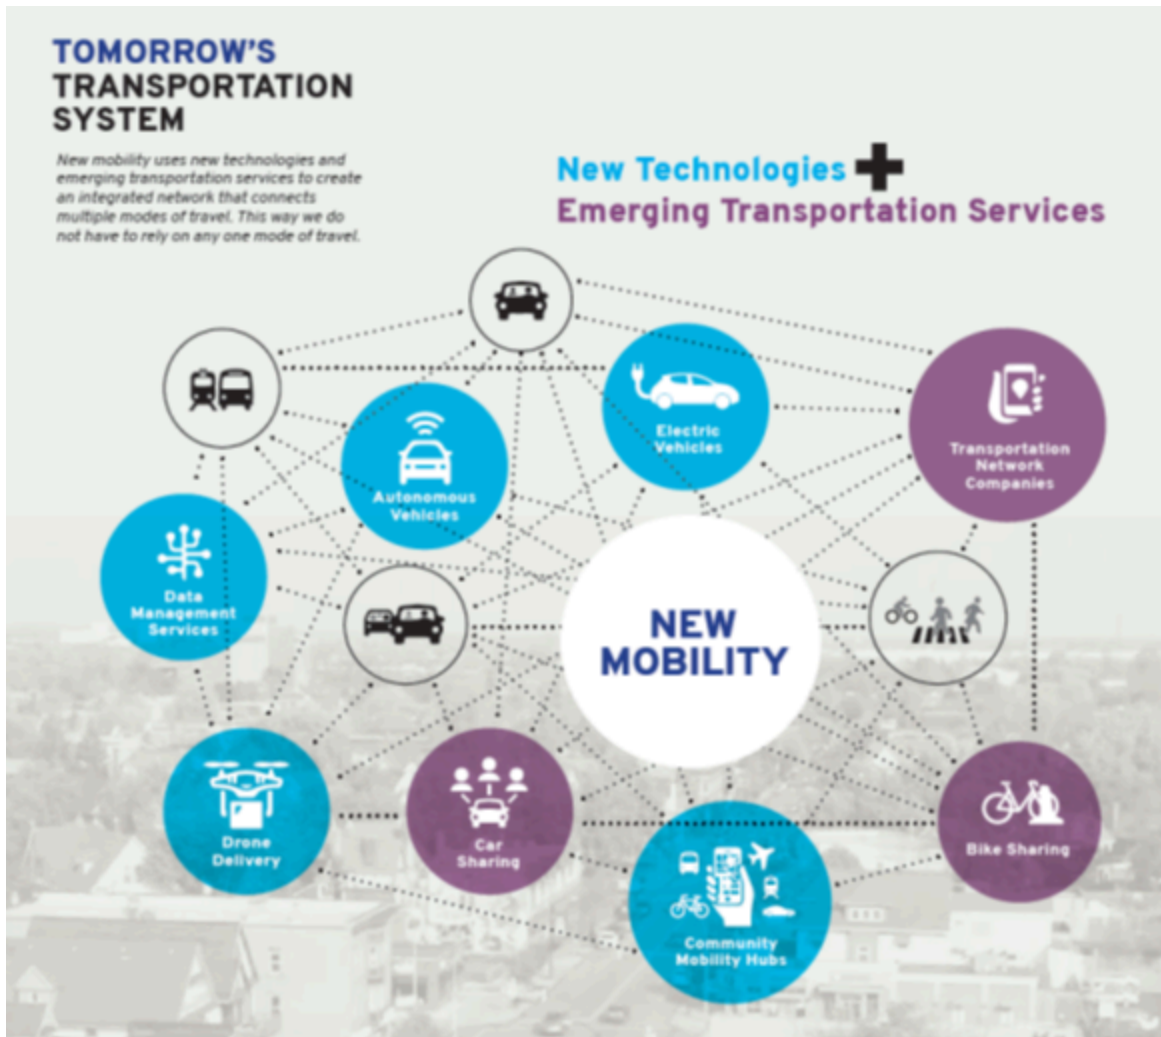 TOMORROW'S
TRANSPORTATION
SYSTEM
New mobility uses new technologies and
emerging transportation services to create
an integrated network that connects
multiple modes of travel. This way we do
not have to rely on any one mode of travel.
New Technologies +
Emerging Transportation Services
Electric
Vehicles
Transportation
Network
Companies
Autonomous
Vehicles
Data
Management
Services
NEW
MOBILITY
Drone
Delivery
Car
Sharing
Bike Sharing
Community
Mobility Hubs